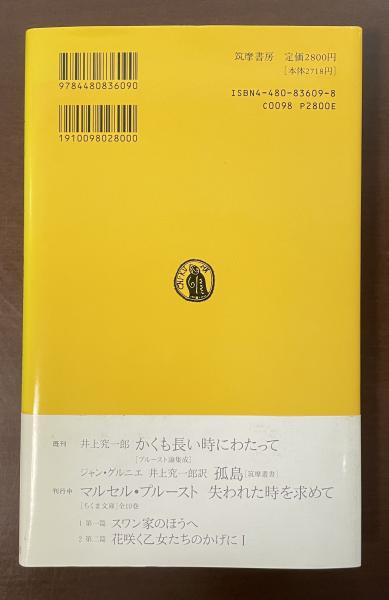 筑摩書房 定価2800円
[本体2718円]
9784480836090
ISBN4-480-83609-8
C0098 P2800E
1910098028000
既刊 井上究一郎 かくも長い時にわたって
[プルースト論集成]
ジャン・グルニエ 井上究一郎訳 孤島 [筑摩叢書]
刊行中 マルセル・プルースト 失われた時を求めて
[ちくま文庫] 全10巻
1 第一篇 スワン家のほうへ
2 第二篇 花咲く乙女たちのかげに I